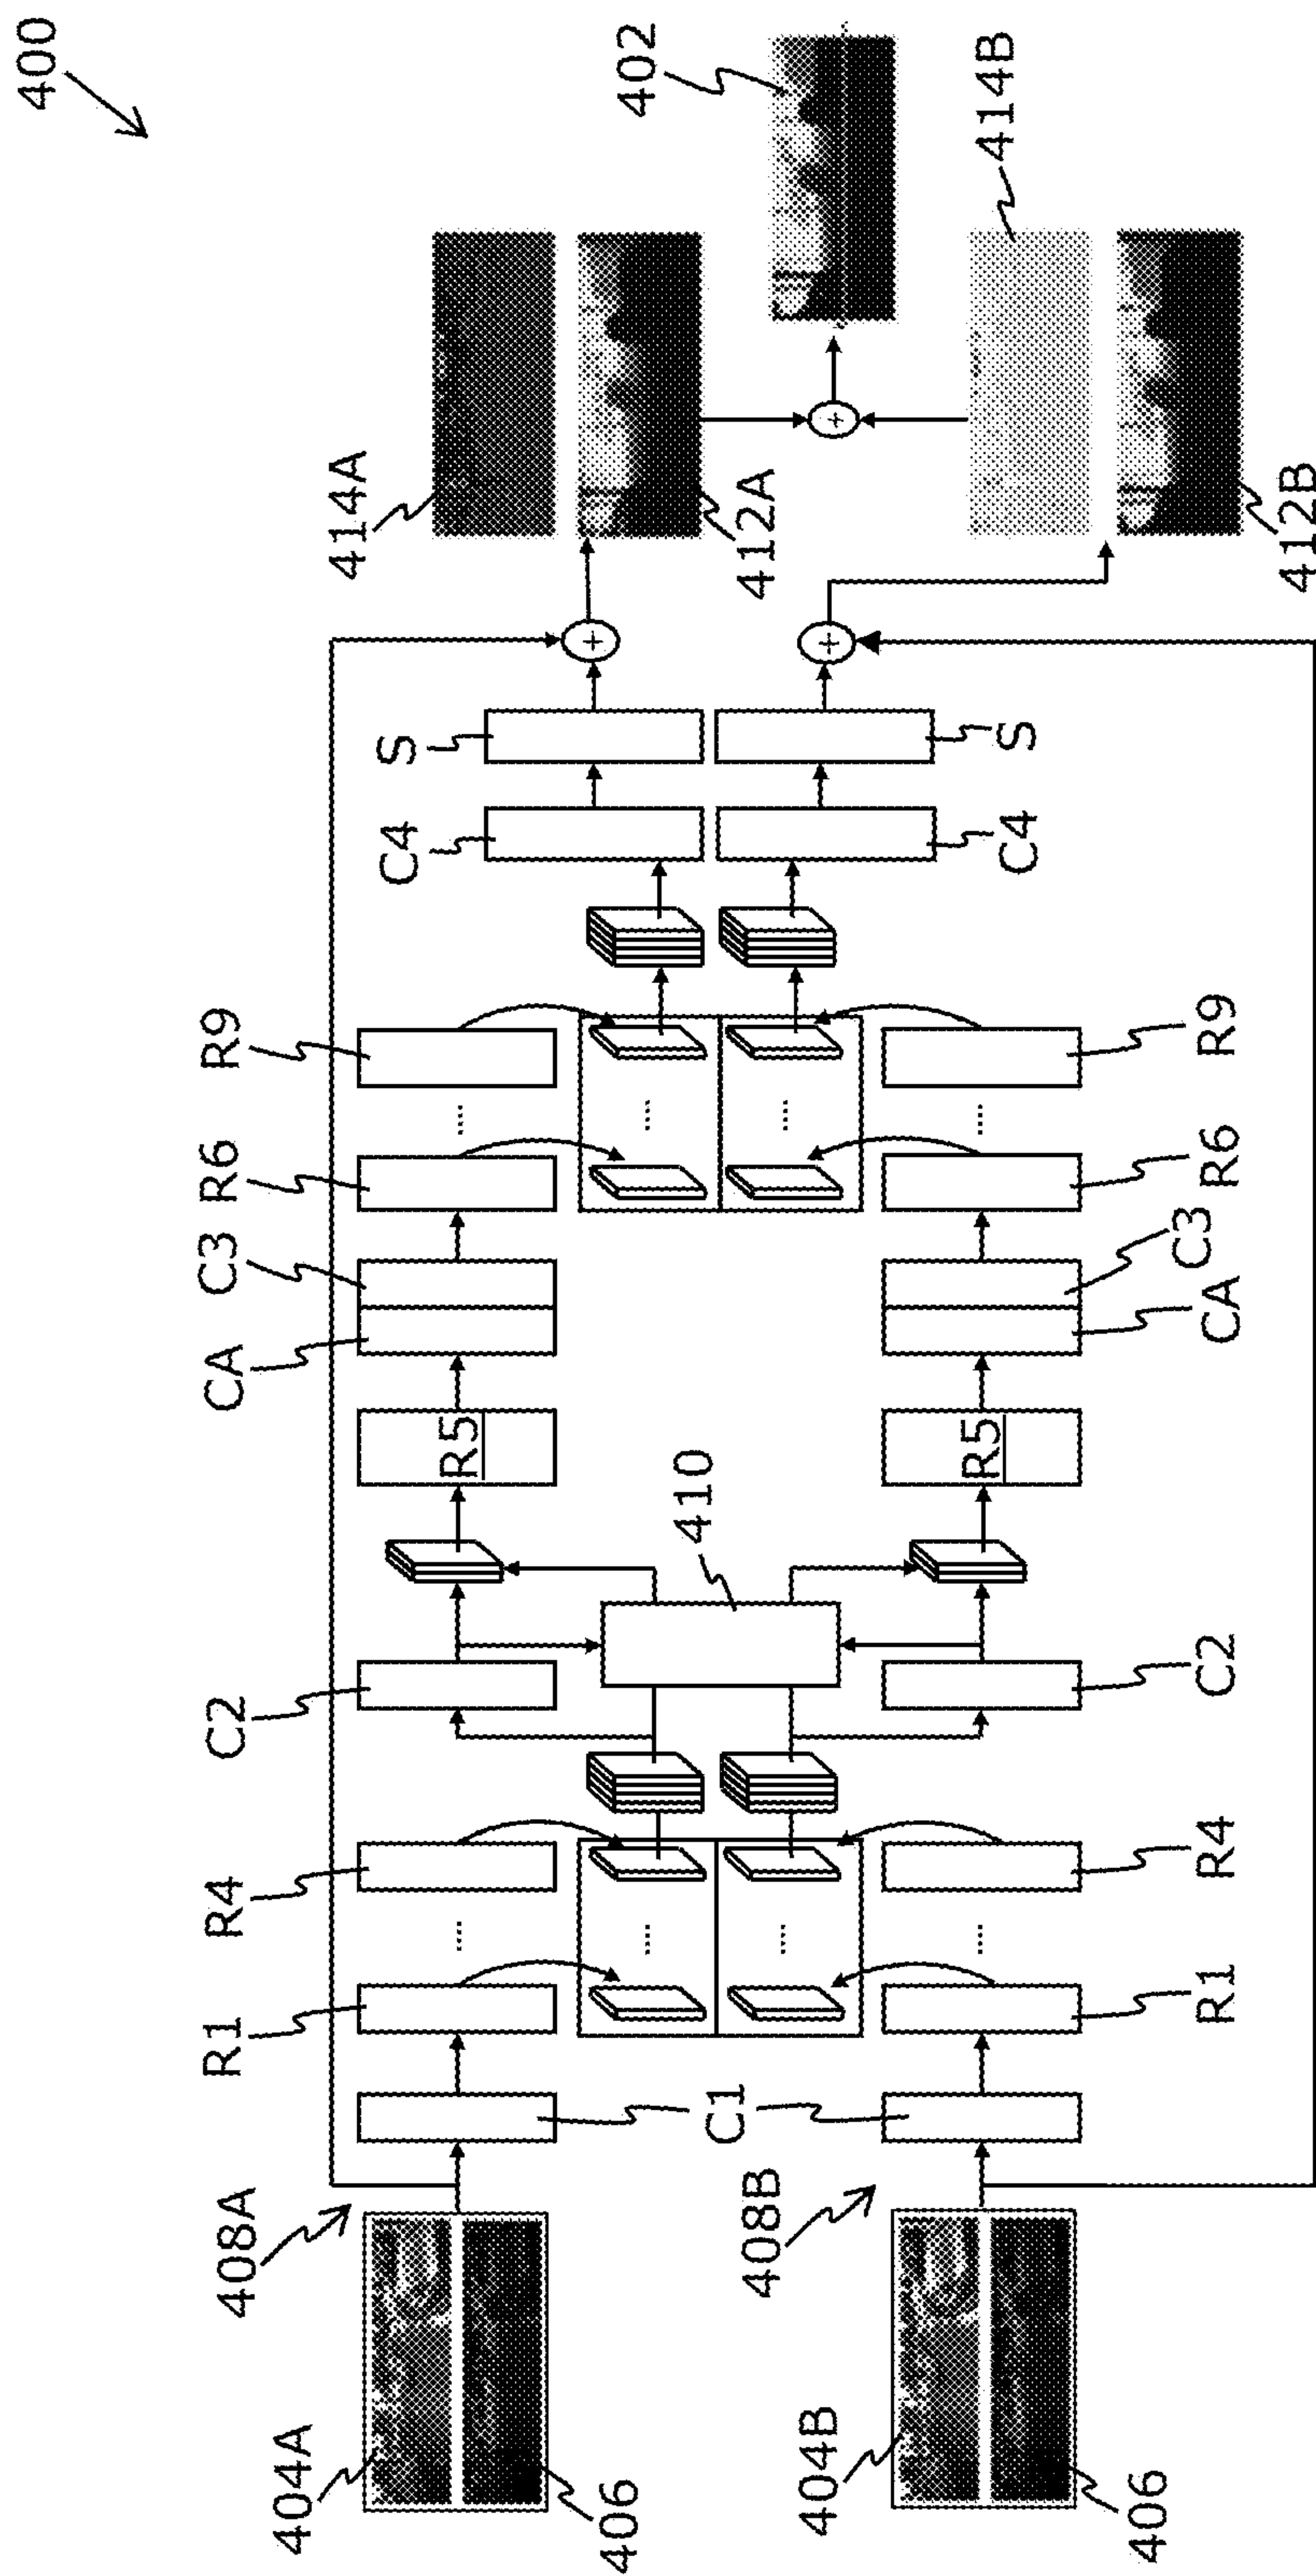 400
402
414A
412A
414B
412B
S
S
C4
C4
R9
R6
C3
CA
R5
C2
R4
R1
C1
410
R9
R6
C3
CA
R5
C2
R4
R1
408A
404A
406
408B
404B
406
+
+
+
....
....
....
....
....
....
....
....